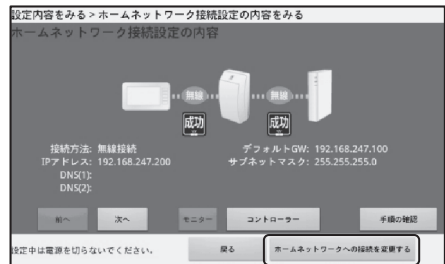 設定内容をみる > ホームネットワーク接続設定の内容をみる
ホームネットワーク接続設定の内容
無線 無線
成功 成功
接続方法: 無線接続 デフォルトGW: 192.168.247.100
IPアドレス: 192.168.247.200 サブネットマスク: 255.255.255.0
DNS(1):
DNS(2):
前へ 次へ モニター コントローラー 手順の確認
設定中は電源を切らないでください。 戻る ホームネットワークへの接続を変更する